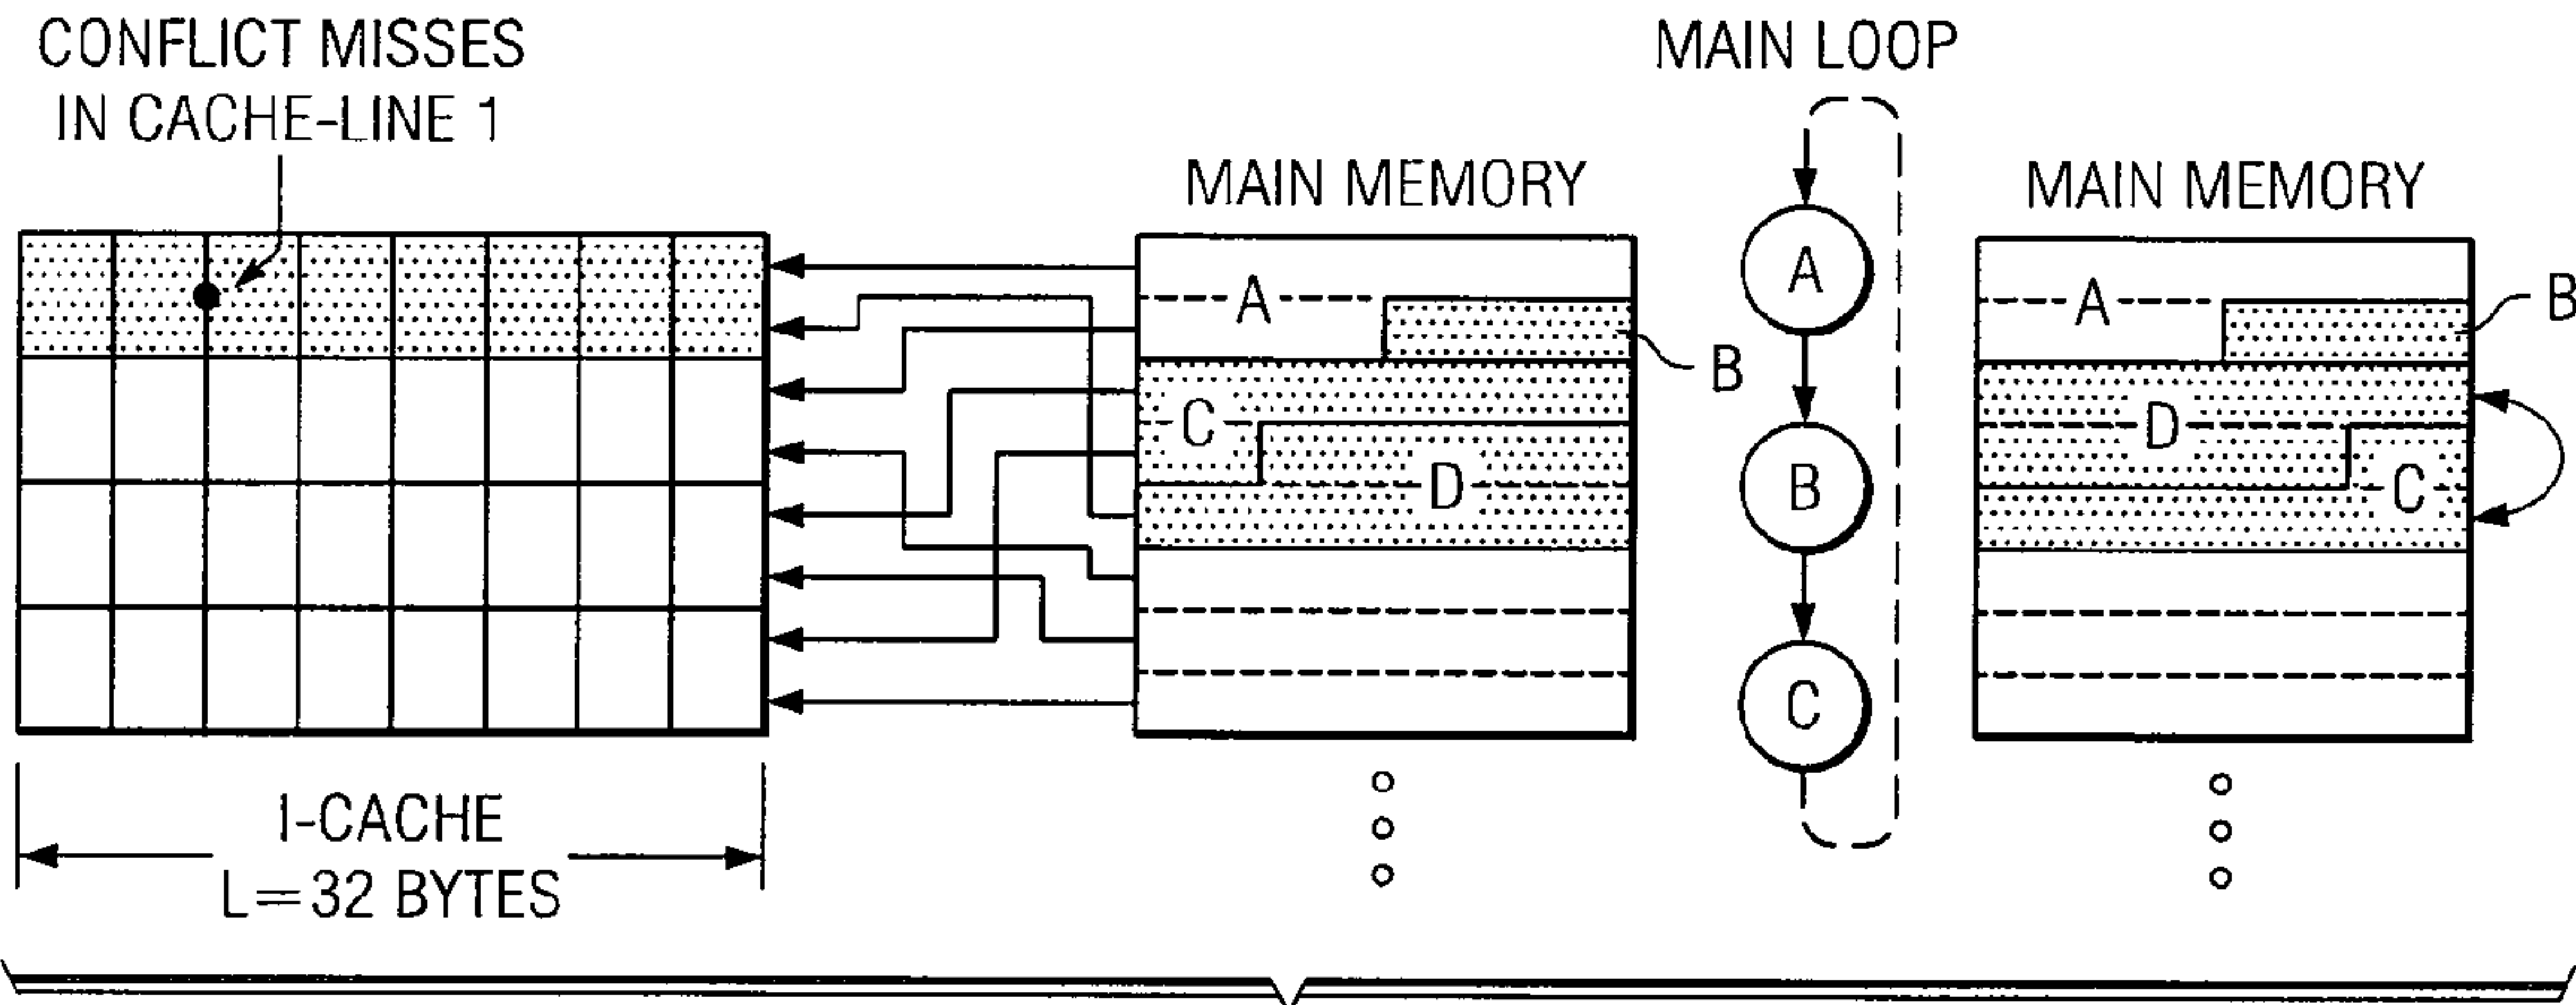 CONFLICT MISSES
IN CACHE-LINE 1
I-CACHE
L=32 BYTES
MAIN MEMORY
A
B
C
D
MAIN LOOP
A
B
C
MAIN MEMORY
A
B
D
C